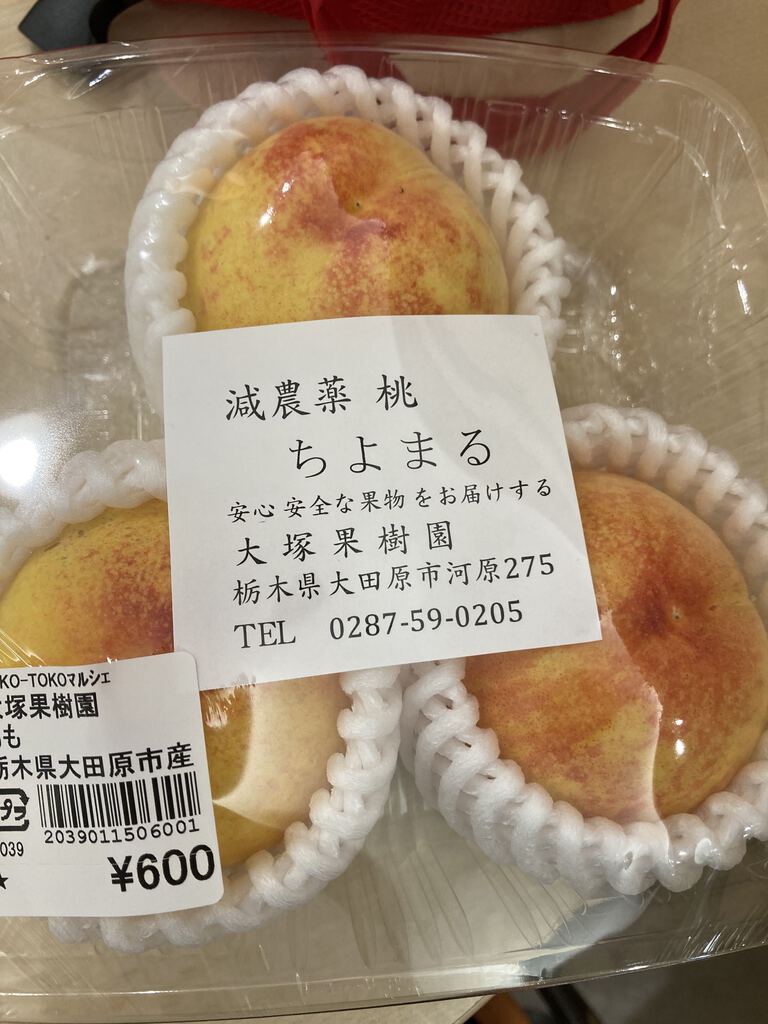 減農薬 桃
ちよまる
安心 安全な果物 をお届けする
大塚果樹園
栃木県大田原市河原275
TEL 0287-59-0205
KO-TOKOマルシェ
塚果樹園
も
栃木県大田原市産
プラ
2039011506001
039
¥600
★